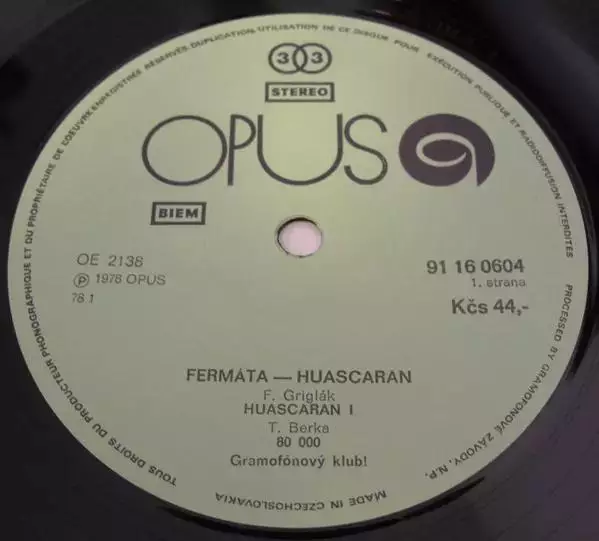 TOUS DROITS DU PRODUCTEUR PHONOGRAPHIQUE ET DU PROPRIÉTAIRE DE L'OEUVRE ENREGISTRÉE RÉSERVÉS. DUPLICATION, UTILISATION DE CE DISQUE POUR EXÉCUTION PUBLIQUE ET RADIODIFFUSION INTERDITES
33
STEREO
OPUS
BIEM
OE 2138
℗ 1978 OPUS
78 1
91 16 0604
1. strana
Kčs 44,-
FERMÁTA — HUASCARAN
F. Griglák
HUASCARAN I
T. Berka
80 000
Gramofónový klub!
PROCESSED BY GRAMOFONOVÉ ZÁVODY, N.P.
MADE IN CZECHOSLOVAKIA